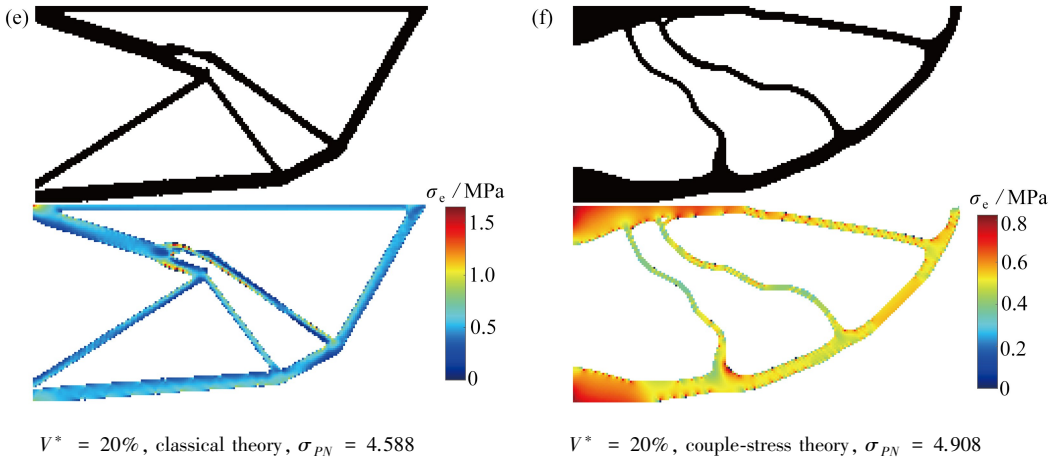 (e)
(f)
σe /MPa
1.5
1.0
0.5
0
σe /MPa
0.8
0.6
0.4
0.2
0
V* = 20%, classical theory, σPN = 4.588
V* = 20%, couple-stress theory, σPN = 4.908